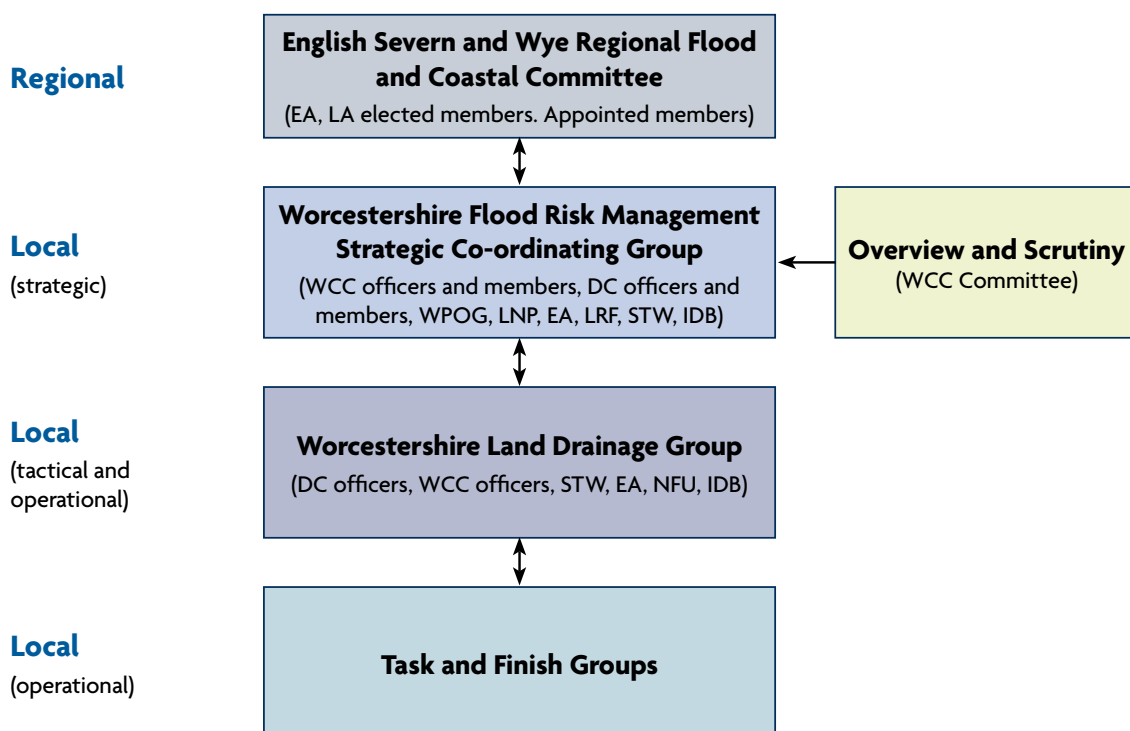 Regional
English Severn and Wye Regional Flood
and Coastal Committee
(EA, LA elected members. Appointed members)
Local
(strategic)
Worcestershire Flood Risk Management
Strategic Co-ordinating Group
(WCC officers and members, DC officers and
members, WPOG, LNP, EA, LRF, STW, IDB)
Overview and Scrutiny
(WCC Committee)
Local
(tactical and
operational)
Worcestershire Land Drainage Group
(DC officers, WCC officers, STW, EA, NFU, IDB)
Local
(operational)
Task and Finish Groups